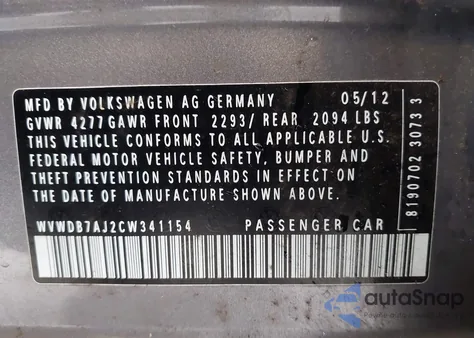 MFD BY VOLKSWAGEN AG GERMANY 05/12
GVWR 4277 GAWR FRONT 2293/ REAR 2094 LBS
THIS VEHICLE CONFORMS TO ALL APPLICABLE U.S.
FEDERAL MOTOR VEHICLE SAFETY, BUMPER AND
THEFT PREVENTION STANDARDS IN EFFECT ON
THE DATE OF MANUFACTURE SHOWN ABOVE.
WVWDB7AJ2CW341154 PASSENGER CAR
8190702 3073 3
autoSnap